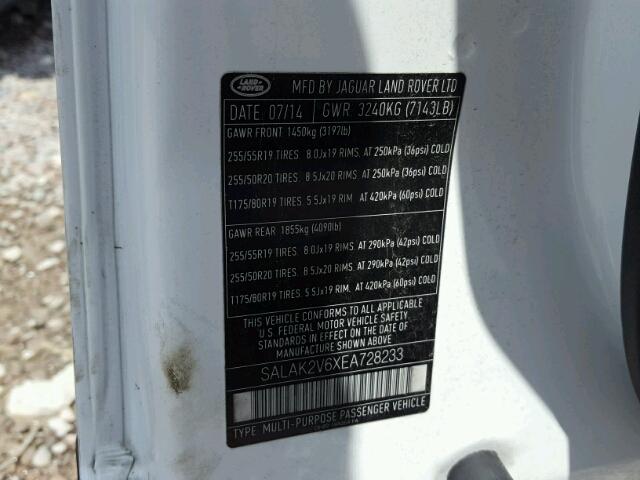 LAND ROVER
MFD BY JAGUAR LAND ROVER LTD
DATE 07/14 GWR 3240KG (7143LB)
GAWR FRONT 1450kg (3197lb)
255/55R19 TIRES. 8 0Jx19 RIMS. AT 250kPa (36psi) COLD
255/50R20 TIRES. 8 5Jx20 RIMS. AT 250kPa (36psi) COLD
T175/80R19 TIRES. 5 5Jx19 RIM. AT 420kPa (60psi) COLD
GAWR REAR 1855kg (4090lb)
255/55R19 TIRES. 8 0Jx19 RIMS. AT 290kPa (42psi) COLD
255/50R20 TIRES. 8 5Jx20 RIMS. AT 290kPa (42psi) COLD
T175/80R19 TIRES. 5 5Jx19 RIM. AT 420kPa (60psi) COLD
THIS VEHICLE CONFORMS TO ALL APPLICABLE
U.S. FEDERAL MOTOR VEHICLE SAFETY
STANDARDS IN EFFECT ON THE DATE OF
MANUFACTURE SHOWN ABOVE
SALAK2V6XEA728233
TYPE MULTI-PURPOSE PASSENGER VEHICLE